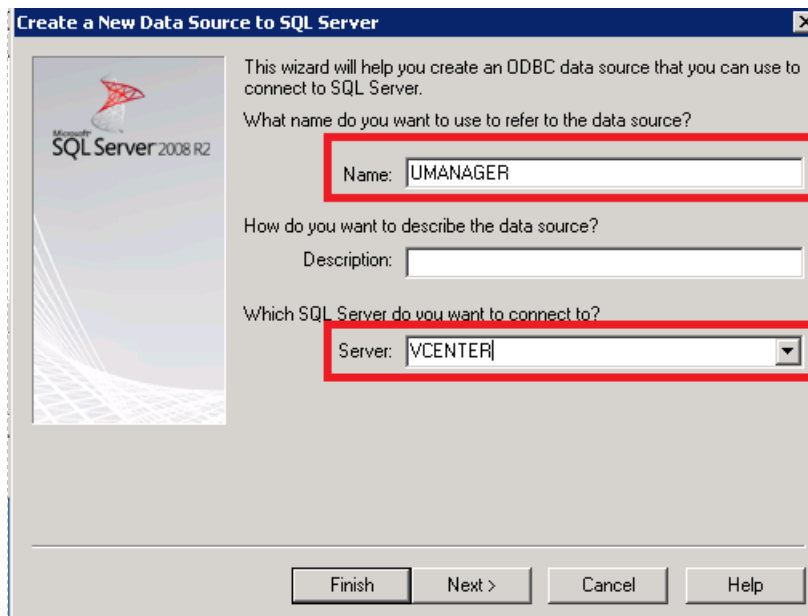 Create a New Data Source to SQL Server
This wizard will help you create an ODBC data source that you can use to
connect to SQL Server.
What name do you want to use to refer to the data source?
Microsoft
SQL Server 2008 R2
Name: UMANAGER
How do you want to describe the data source?
Description:
Which SQL Server do you want to connect to?
Server: VCENTER
Finish
Next >
Cancel
Help